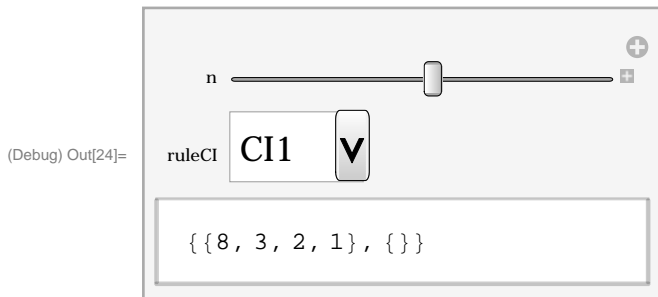 n
(Debug) Out[24]=
ruleCI CI1
{{8, 3, 2, 1}, {}}